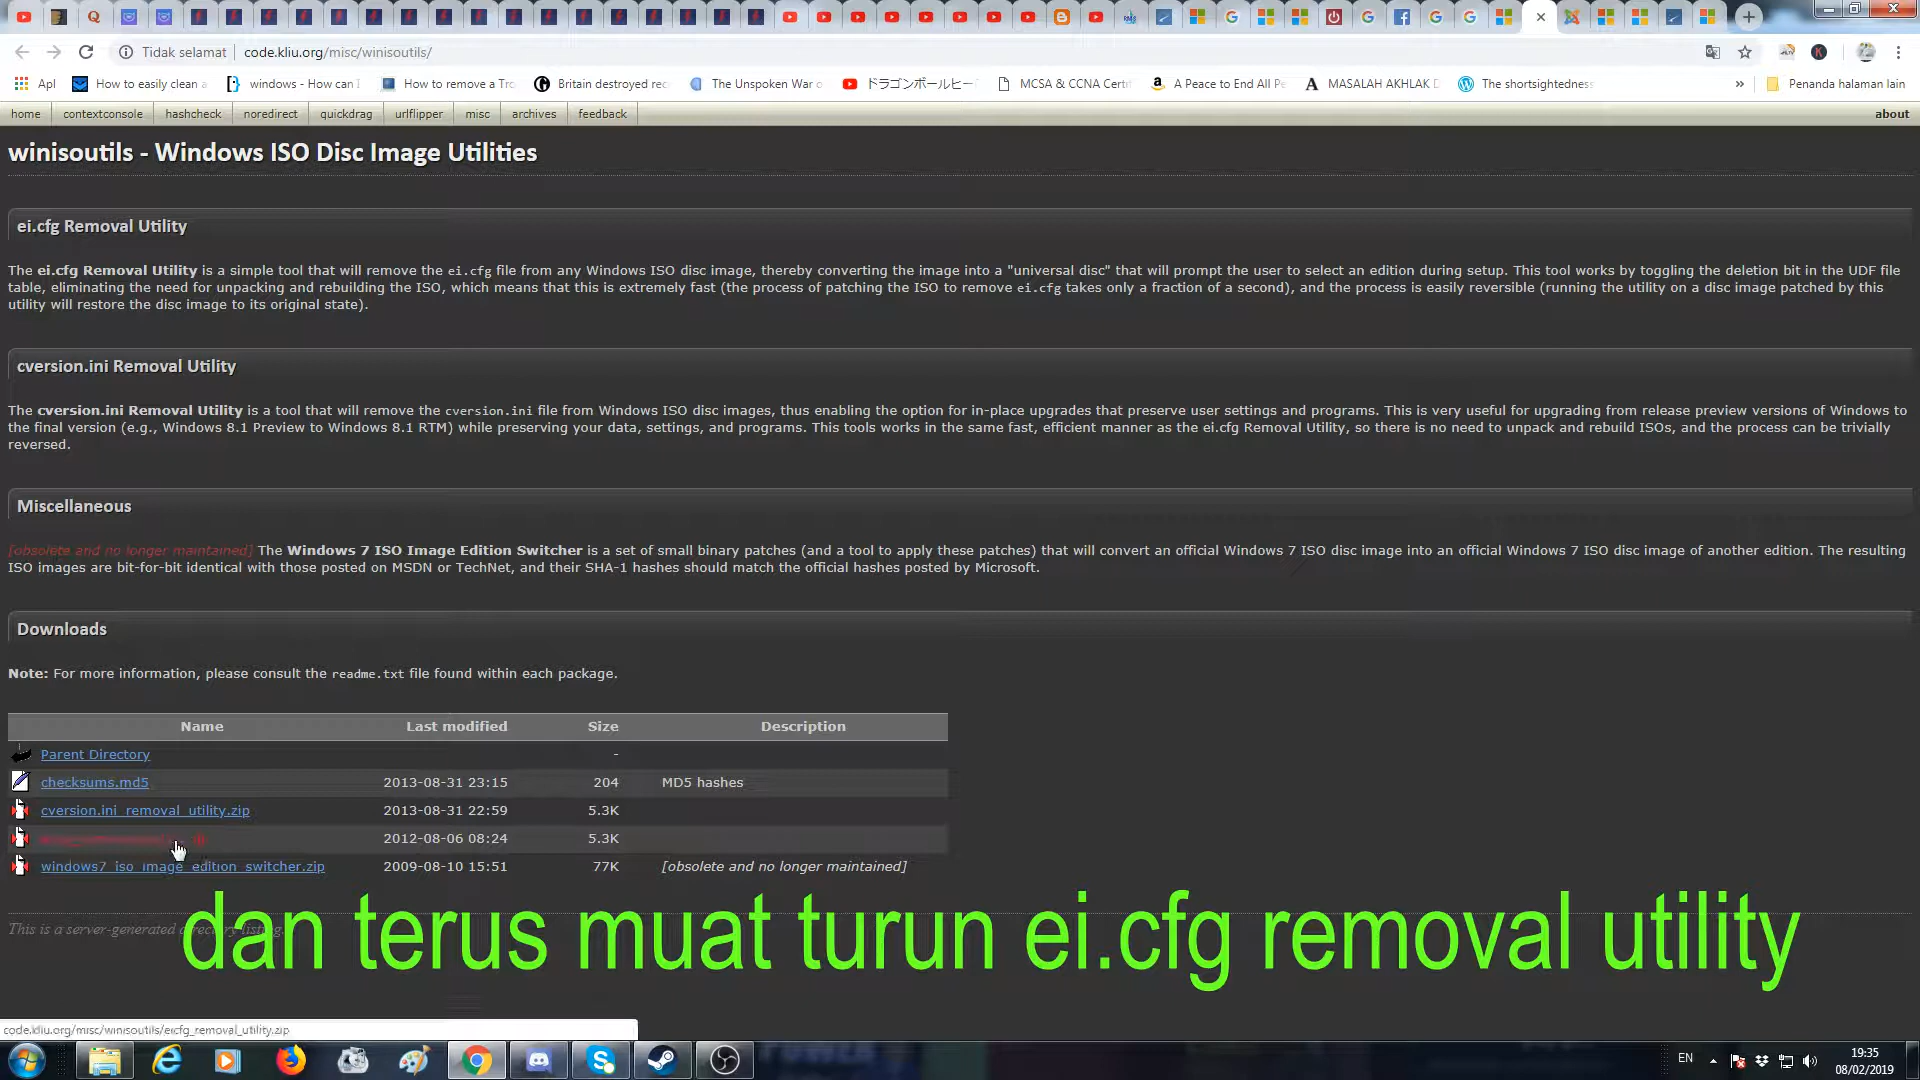 Tidak selamat
code.kliu.org/misc/winisoutils/
Apl
How to easily clean a
windows - How can I
How to remove a Tro
Britain destroyed rec
The Unspoken War o
ドラゴンボールヒー
MCSA & CCNA Certi
A Peace to End All Pe
MASALAH AKHLAK D
The shortsightedness
»
Penanda halaman lain
home
contextconsole
hashcheck
noredirect
quickdrag
urlflipper
misc
archives
feedback
about
winisoutils - Windows ISO Disc Image Utilities
ei.cfg Removal Utility
The ei.cfg Removal Utility is a simple tool that will remove the ei.cfg file from any Windows ISO disc image, thereby converting the image into a "universal disc" that will prompt the user to select an edition during setup. This tool works by toggling the deletion bit in the UDF file
table, eliminating the need for unpacking and rebuilding the ISO, which means that this is extremely fast (the process of patching the ISO to remove ei.cfg takes only a fraction of a second), and the process is easily reversible (running the utility on a disc image patched by this
utility will restore the disc image to its original state).
cversion.ini Removal Utility
The cversion.ini Removal Utility is a tool that will remove the cversion.ini file from Windows ISO disc images, thus enabling the option for in-place upgrades that preserve user settings and programs. This is very useful for upgrading from release preview versions of Windows to
the final version (e.g., Windows 8.1 Preview to Windows 8.1 RTM) while preserving your data, settings, and programs. This tools works in the same fast, efficient manner as the ei.cfg Removal Utility, so there is no need to unpack and rebuild ISOs, and the process can be trivially
reversed.
Miscellaneous
[obsolete and no longer maintained] The Windows 7 ISO Image Edition Switcher is a set of small binary patches (and a tool to apply these patches) that will convert an official Windows 7 ISO disc image into an official Windows 7 ISO disc image of another edition. The resulting
ISO images are bit-for-bit identical with those posted on MSDN or TechNet, and their SHA-1 hashes should match the official hashes posted by Microsoft.
Downloads
Note: For more information, please consult the readme.txt file found within each package.
Name Last modified Size Description
Parent Directory -
checksums.md5 2013-08-31 23:15 204 MD5 hashes
cversion.ini_removal_utility.zip 2013-08-31 22:59 5.3K
2012-08-06 08:24 5.3K
windows7_iso_image_edition_switcher.zip 2009-08-10 15:51 77K [obsolete and no longer maintained]
This is a server-generated directory listing.
dan terus muat turun ei.cfg removal utility
code.kliu.org/misc/winisoutils/eicfg_removal_utility.zip
EN
19:35
08/02/2019